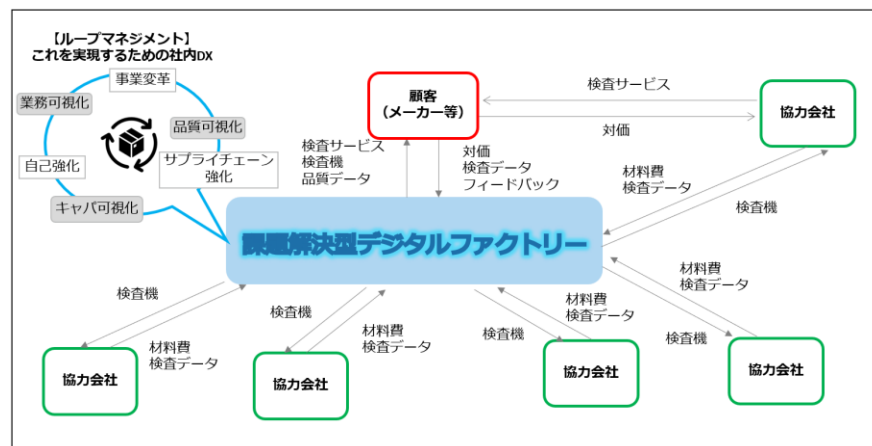 【ループマネジメント】
これを実現するための社内DX
事業変革
業務可視化
品質可視化
自己強化
サプライチェーン
強化
キャパ可視化
顧客
（メーカー等）
検査サービス
対価
協力会社
検査サービス
検査機
品質データ
対価
検査データ
フィードバック
材料費
検査データ
検査機
課題解決型デジタルファクトリー
検査機
材料費
検査データ
協力会社
検査機
材料費
検査データ
協力会社
検査機
材料費
検査データ
協力会社
材料費
検査データ
検査機
協力会社